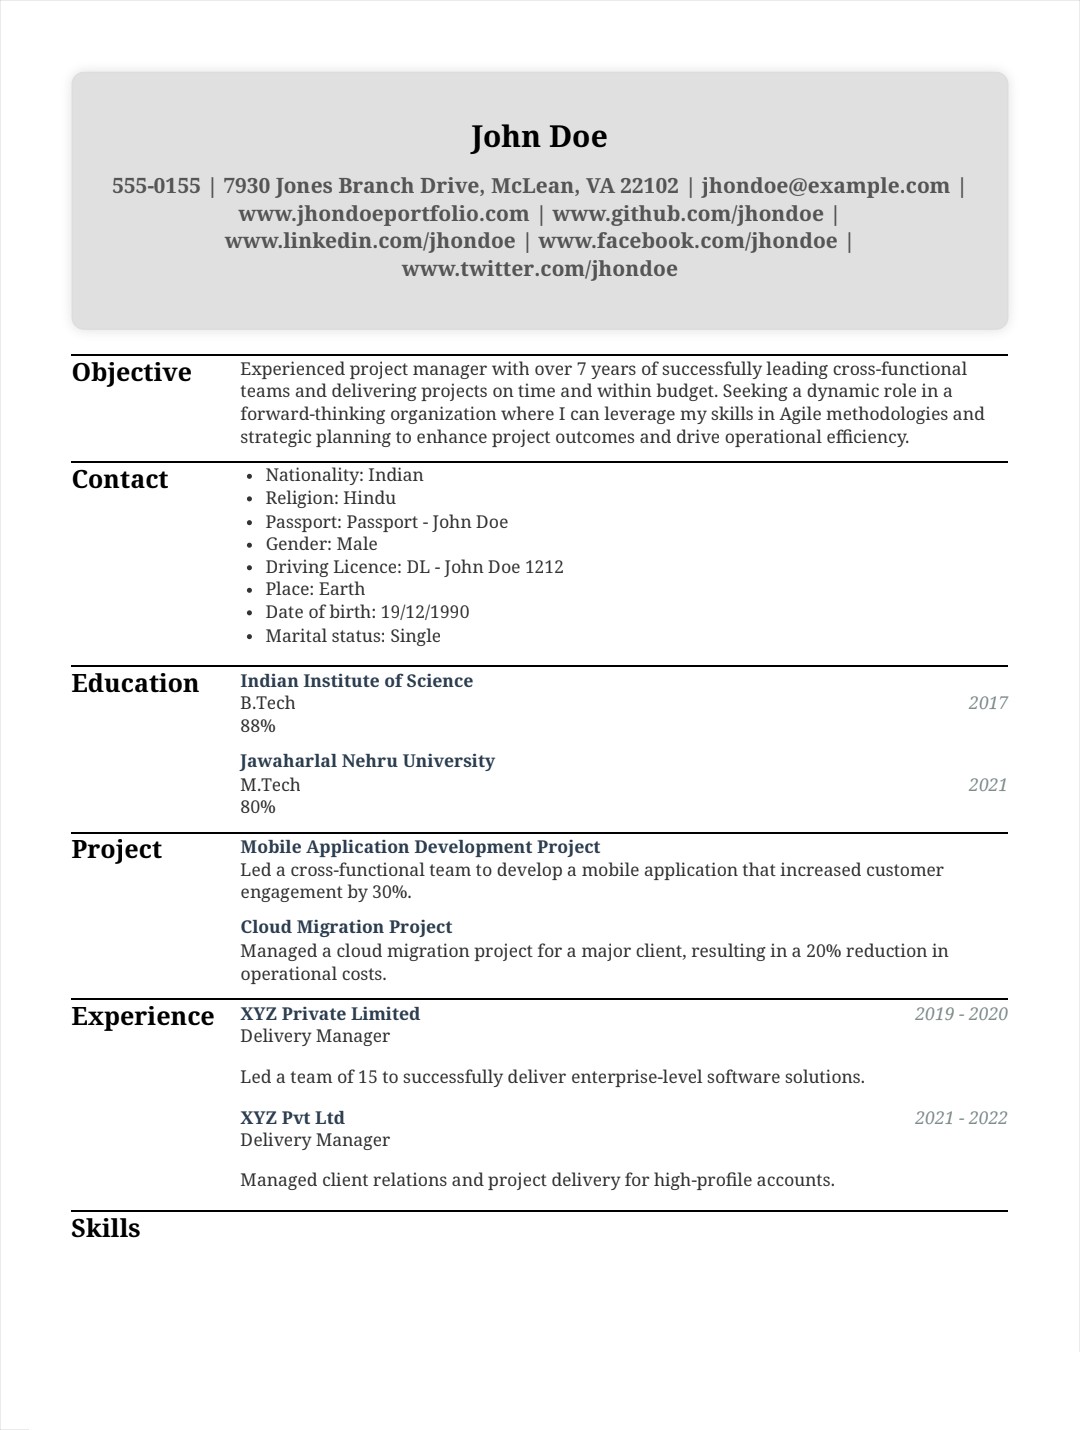 John Doe
555-0155 | 7930 Jones Branch Drive, McLean, VA 22102 | jhondoe@example.com |
www.jhondoeportfolio.com | www.github.com/jhondoe |
www.linkedin.com/jhondoe | www.facebook.com/jhondoe |
www.twitter.com/jhondoe
Objective
Experienced project manager with over 7 years of successfully leading cross-functional
teams and delivering projects on time and within budget. Seeking a dynamic role in a
forward-thinking organization where I can leverage my skills in Agile methodologies and
strategic planning to enhance project outcomes and drive operational efficiency.
Contact
• Nationality: Indian
• Religion: Hindu
• Passport: Passport - John Doe
• Gender: Male
• Driving Licence: DL - John Doe 1212
• Place: Earth
• Date of birth: 19/12/1990
• Marital status: Single
Education
Indian Institute of Science
B.Tech 2017
88%
Jawaharlal Nehru University
M.Tech 2021
80%
Project
Mobile Application Development Project
Led a cross-functional team to develop a mobile application that increased customer
engagement by 30%.
Cloud Migration Project
Managed a cloud migration project for a major client, resulting in a 20% reduction in
operational costs.
Experience
XYZ Private Limited 2019 - 2020
Delivery Manager
Led a team of 15 to successfully deliver enterprise-level software solutions.
XYZ Pvt Ltd 2021 - 2022
Delivery Manager
Managed client relations and project delivery for high-profile accounts.
Skills